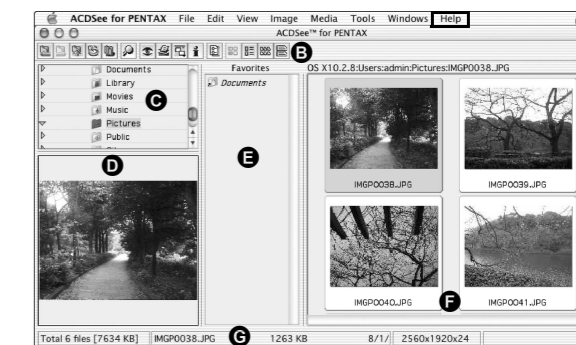 ACDSee for PENTAX File Edit View Image Media Tools Windows Help
ACDSee™ for PENTAX
B
Favorites
OS X10.2.8:Users:admin:Pictures:IMGP0038.JPG
Documents
Library
Movies
Music
Pictures
Public
C
Documents
D
E
IMGP0038.JPG
IMGP0039.JPG
IMGP0040.JPG
IMGP0041.JPG
F
Total 6 files [7634 KB] IMGP0038.JPG G 1263 KB 8/1/ 2560x1920x24